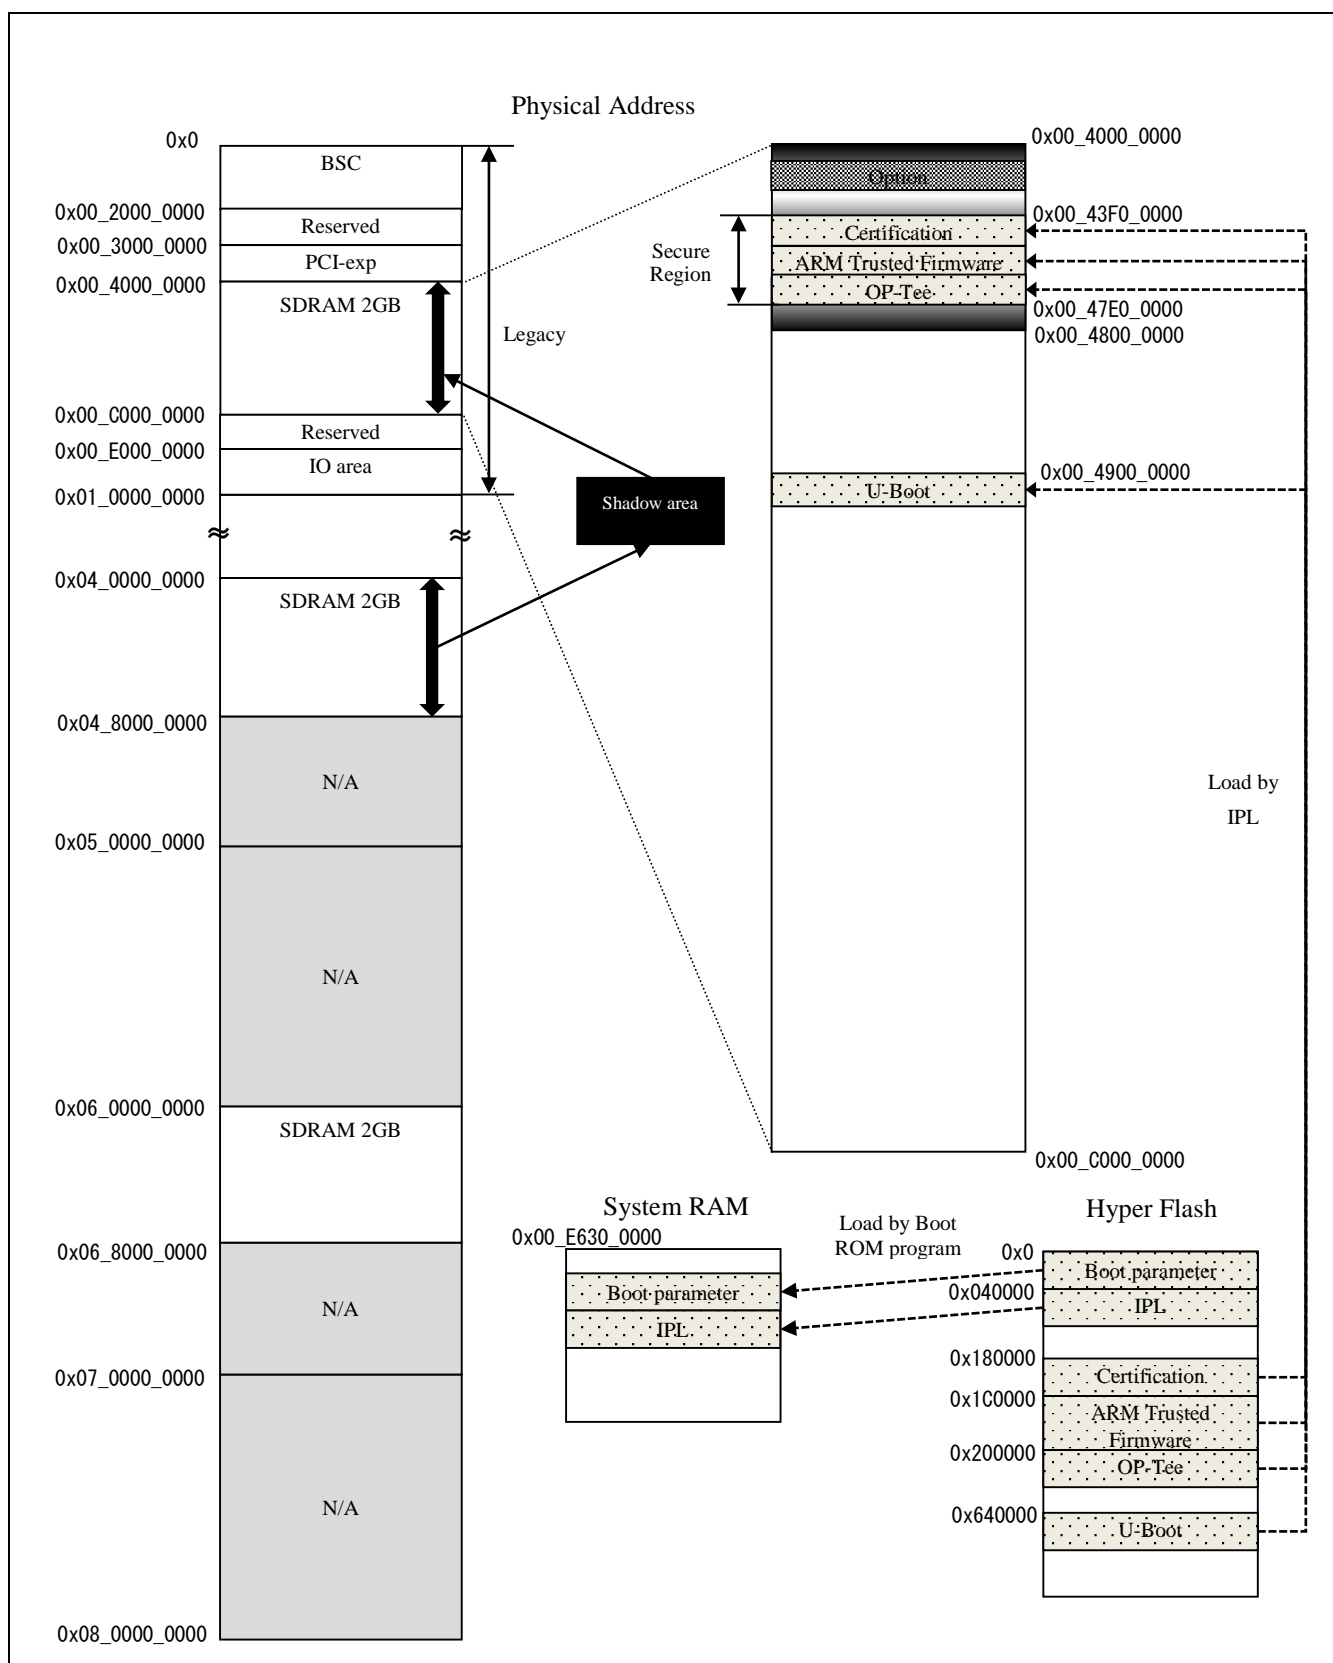 Physical Address
0x0
BSC
0x00_2000_0000
Reserved
0x00_3000_0000
PCI-exp
0x00_4000_0000
SDRAM 2GB
Legacy
0x00_C000_0000
Reserved
0x00_E000_0000
IO area
0x01_0000_0000
Shadow area
0x04_0000_0000
SDRAM 2GB
0x04_8000_0000
N/A
0x05_0000_0000
N/A
0x06_0000_0000
SDRAM 2GB
0x06_8000_0000
N/A
0x07_0000_0000
N/A
0x08_0000_0000
0x00_4000_0000
Option
0x00_43F0_0000
Secure
Region
Certification
ARM Trusted Firmware
OP-Tee
0x00_47E0_0000
0x00_4800_0000
0x00_4900_0000
U-Boot
Load by
IPL
0x00_C000_0000
System RAM
0x00_E630_0000
Boot parameter
IPL
Load by Boot
ROM program
Hyper Flash
0x0
Boot parameter
0x040000
IPL
0x180000
Certification
0x1C0000
ARM Trusted
Firmware
0x200000
OP-Tee
0x640000
U-Boot